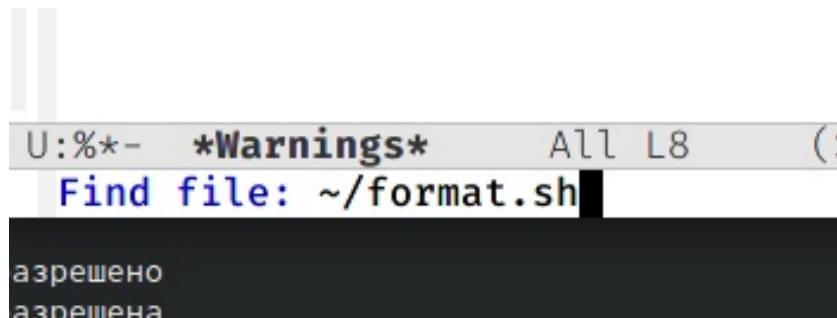 U:%*-  *Warnings*      All L8      (
Find file: ~/format.sh
азрешено
азрешена